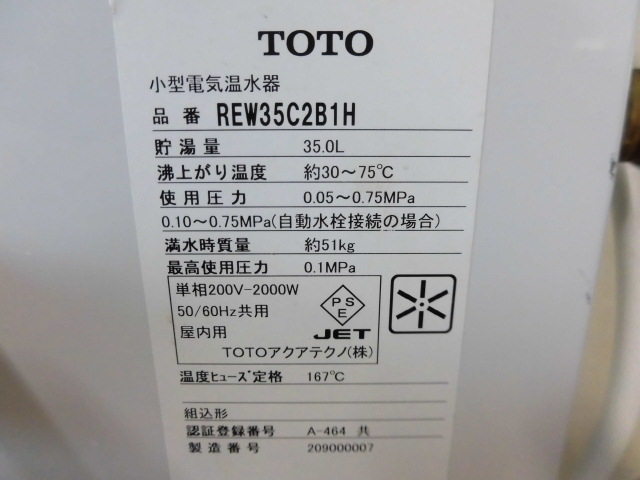 TOTO
小型電気温水器
品番 REW35C2B1H
貯湯量 35.0L
沸上がり温度 約30～75℃
使用圧力 0.05～0.75MPa
0.10～0.75MPa(自動水栓接続の場合)
満水時質量 約51kg
最高使用圧力 0.1MPa
単相200V-2000W
50/60Hz共用
屋内用
PSE
JET
TOTOアクアテクノ(株)
温度ﾋｭｰｽﾞ定格 167℃
組込形
認証登録番号 A-464 共
製造番号 209000007